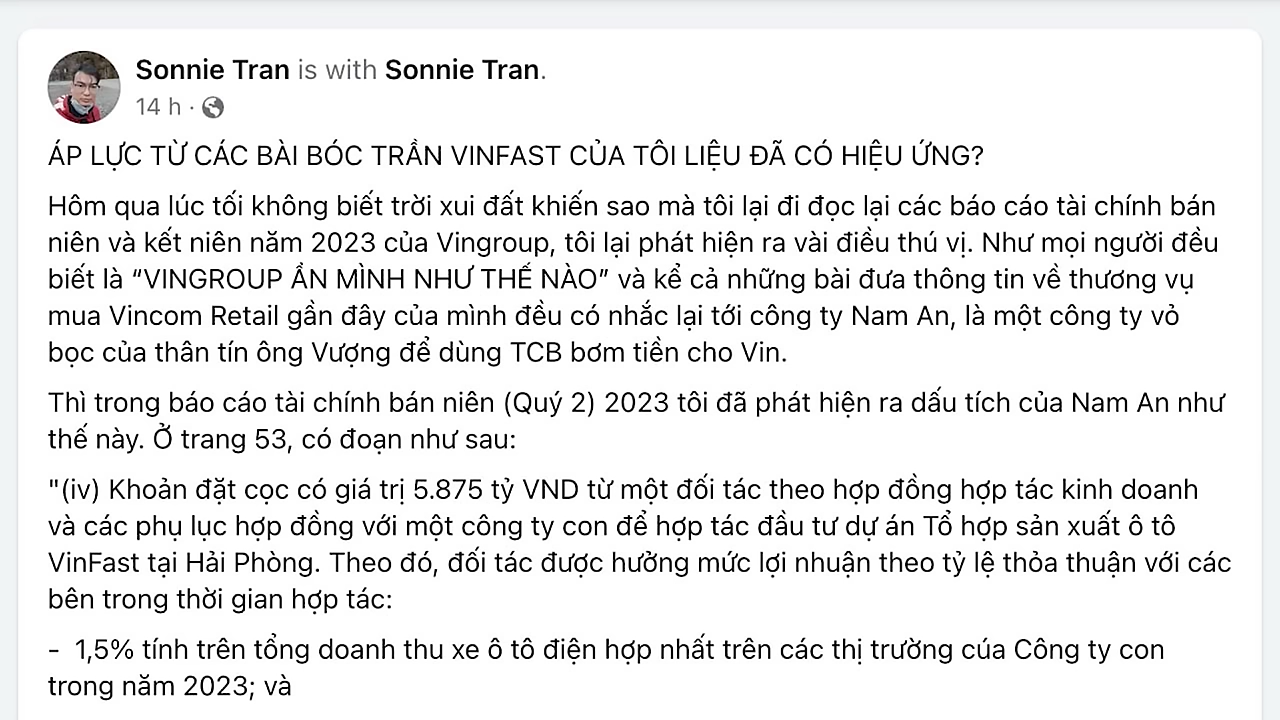 Sonnie Tran is with Sonnie Tran.
14 h ·
ÁP LỰC TỪ CÁC BÀI BÓC TRẦN VINFAST CỦA TÔI LIỆU ĐÃ CÓ HIỆU ỨNG?
Hôm qua lúc tối không biết trời xui đất khiến sao mà tôi lại đi đọc lại các báo cáo tài chính bán
niên và kết niên năm 2023 của Vingroup, tôi lại phát hiện ra vài điều thú vị. Như mọi người đều
biết là “VINGROUP ẨN MÌNH NHƯ THẾ NÀO” và kể cả những bài đưa thông tin về thương vụ
mua Vincom Retail gần đây của mình đều có nhắc lại tới công ty Nam An, là một công ty vỏ
bọc của thân tín ông Vượng để dùng TCB bơm tiền cho Vin.
Thì trong báo cáo tài chính bán niên (Quý 2) 2023 tôi đã phát hiện ra dấu tích của Nam An như
thế này. Ở trang 53, có đoạn như sau:
"(iv) Khoản đặt cọc có giá trị 5.875 tỷ VND từ một đối tác theo hợp đồng hợp tác kinh doanh
và các phụ lục hợp đồng với một công ty con để hợp tác đầu tư dự án Tổ hợp sản xuất ô tô
VinFast tại Hải Phòng. Theo đó, đối tác được hưởng mức lợi nhuận theo tỷ lệ thỏa thuận với các
bên trong thời gian hợp tác:
- 1,5% tính trên tổng doanh thu xe ô tô điện hợp nhất trên các thị trường cúa Công ty con
trong năm 2023; và